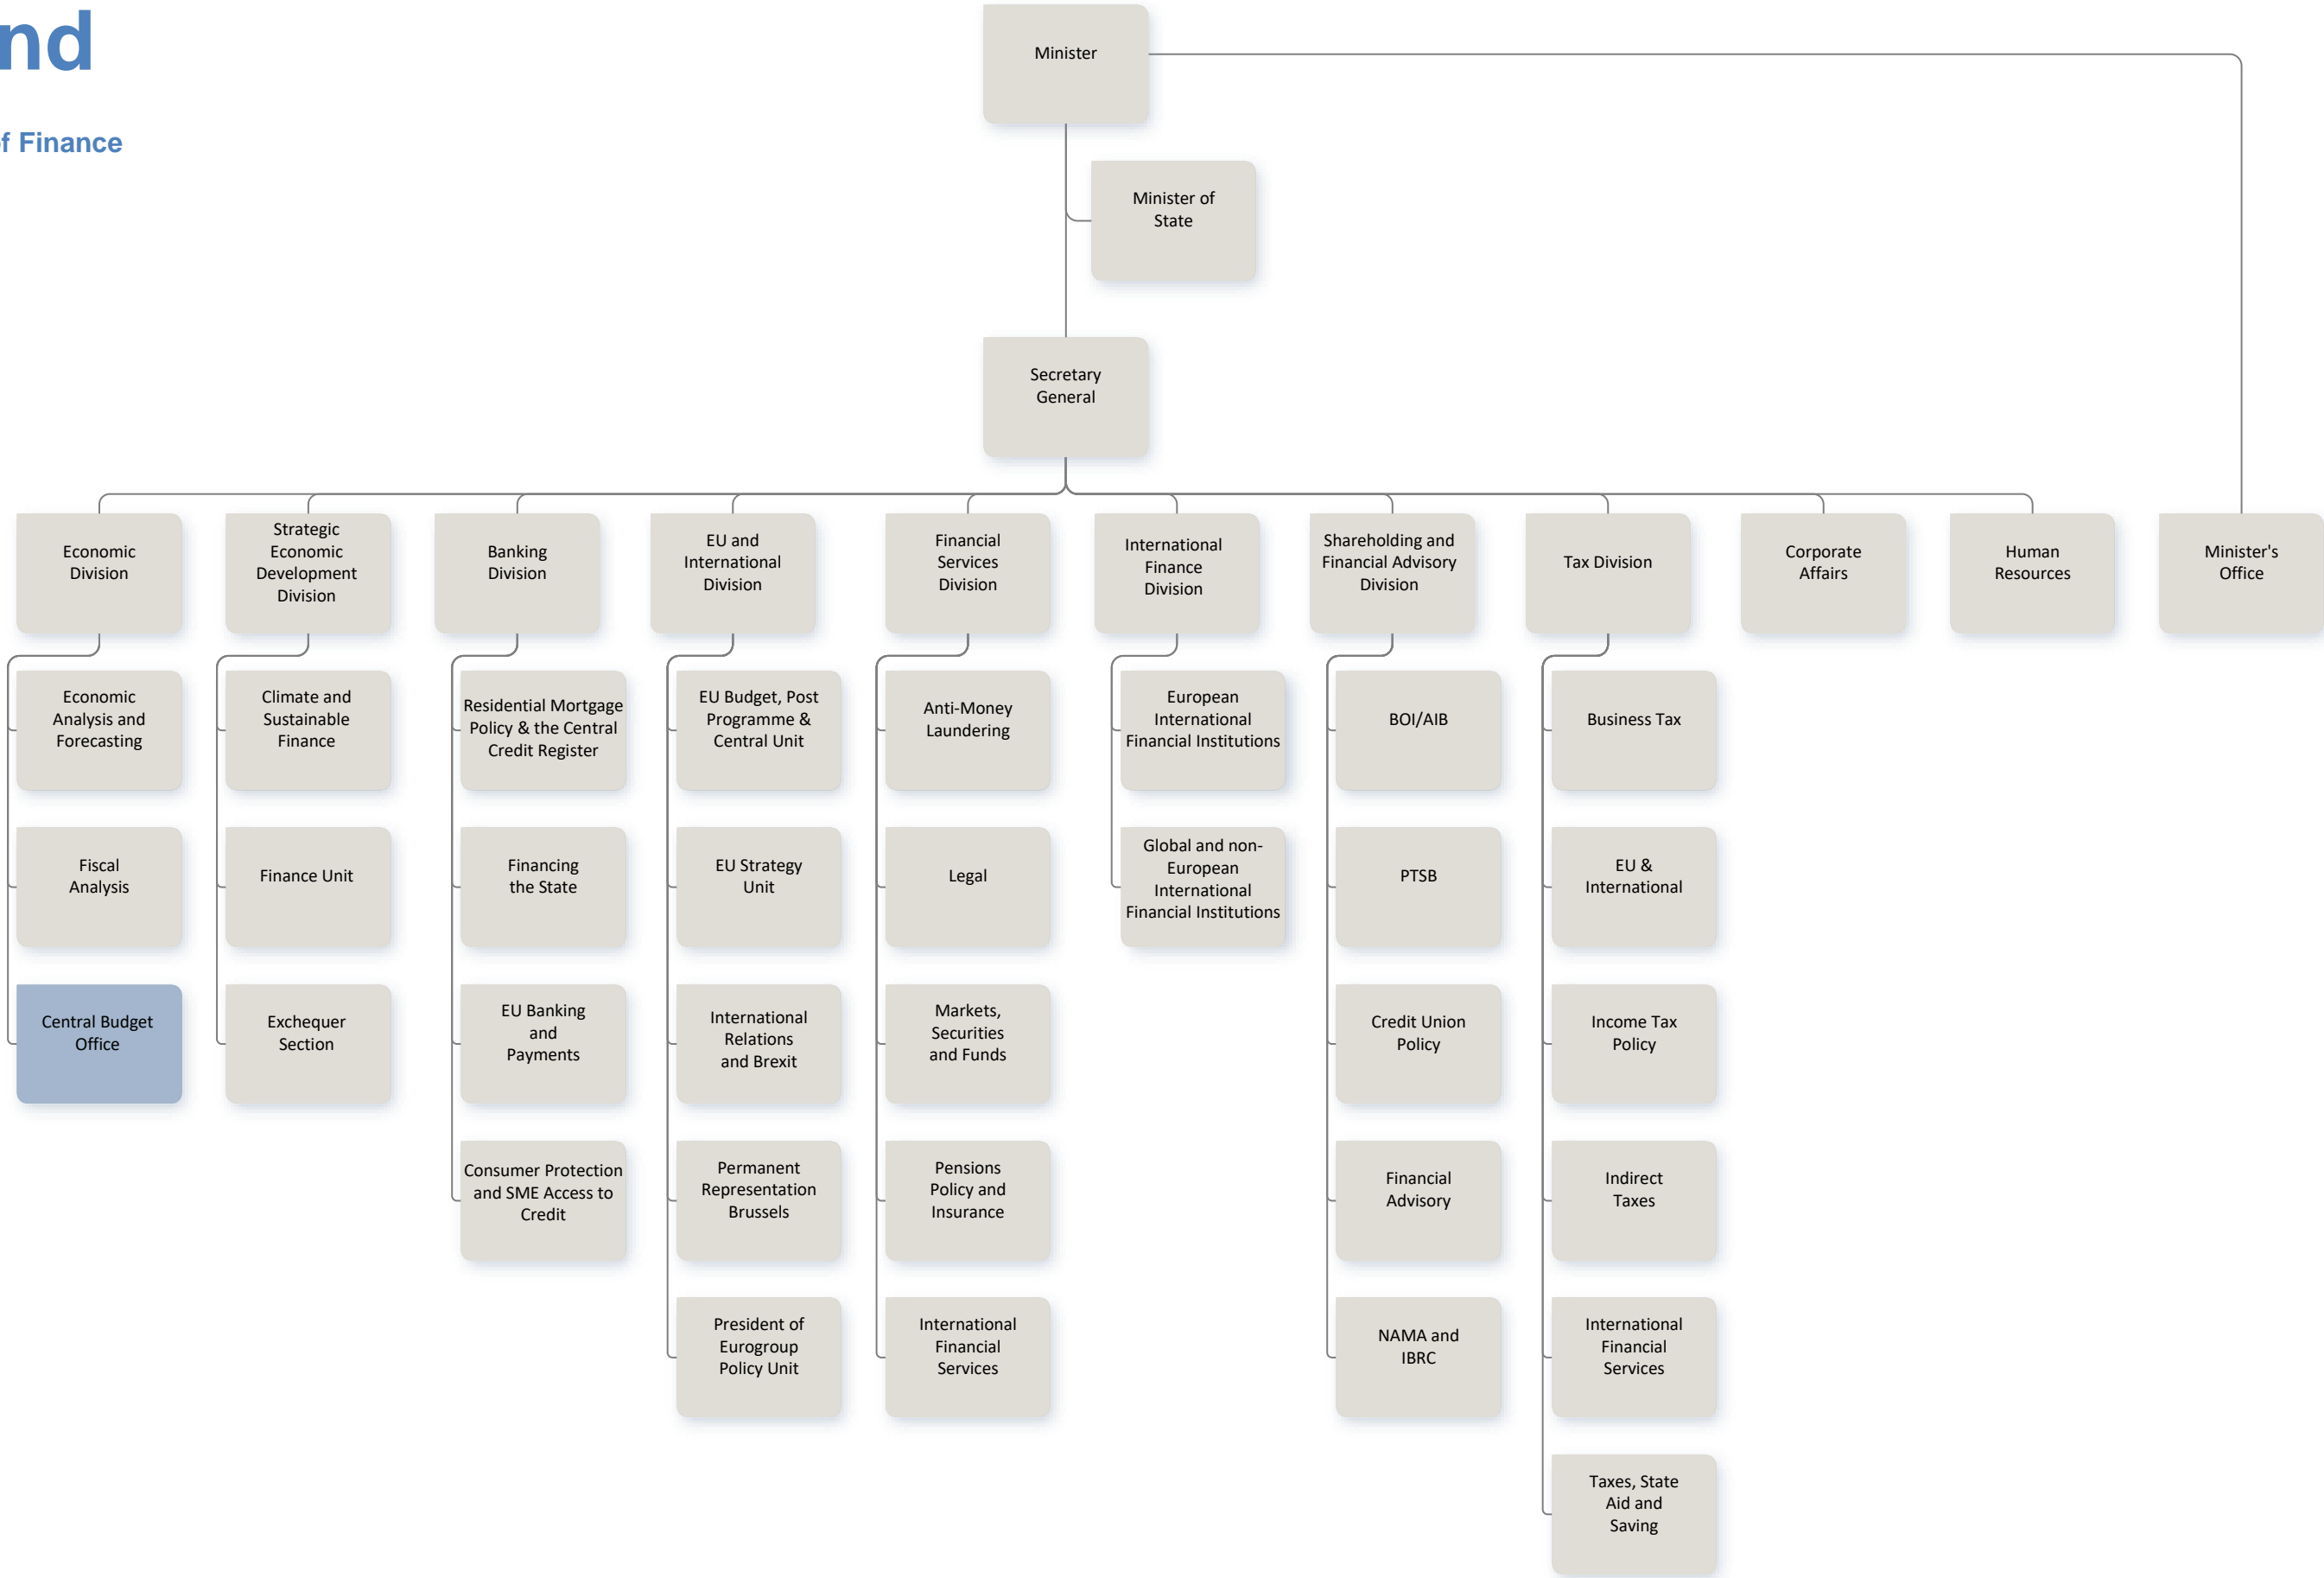 nd
of Finance
Minister
Minister of
State
Secretary
General
Economic
Division
Strategic
Economic
Development
Division
Banking
Division
EU and
International
Division
Financial
Services
Division
International
Finance
Division
Shareholding and
Financial Advisory
Division
Tax Division
Corporate
Affairs
Human
Resources
Minister's
Office
Economic
Analysis and
Forecasting
Fiscal
Analysis
Central Budget
Office
Climate and
Sustainable
Finance
Finance Unit
Exchequer
Section
Residential Mortgage
Policy & the Central
Credit Register
Financing
the State
EU Banking
and
Payments
Consumer Protection
and SME Access to
Credit
EU Budget, Post
Programme &
Central Unit
EU Strategy
Unit
International
Relations
and Brexit
Permanent
Representation
Brussels
President of
Eurogroup
Policy Unit
Anti-Money
Laundering
Legal
Markets,
Securities
and Funds
Pensions
Policy and
Insurance
International
Financial
Services
European
International
Financial Institutions
Global and non-
European
International
Financial Institutions
BOI/AIB
PTSB
Credit Union
Policy
Financial
Advisory
NAMA and
IBRC
Business Tax
EU &
International
Income Tax
Policy
Indirect
Taxes
International
Financial
Services
Taxes, State
Aid and
Saving